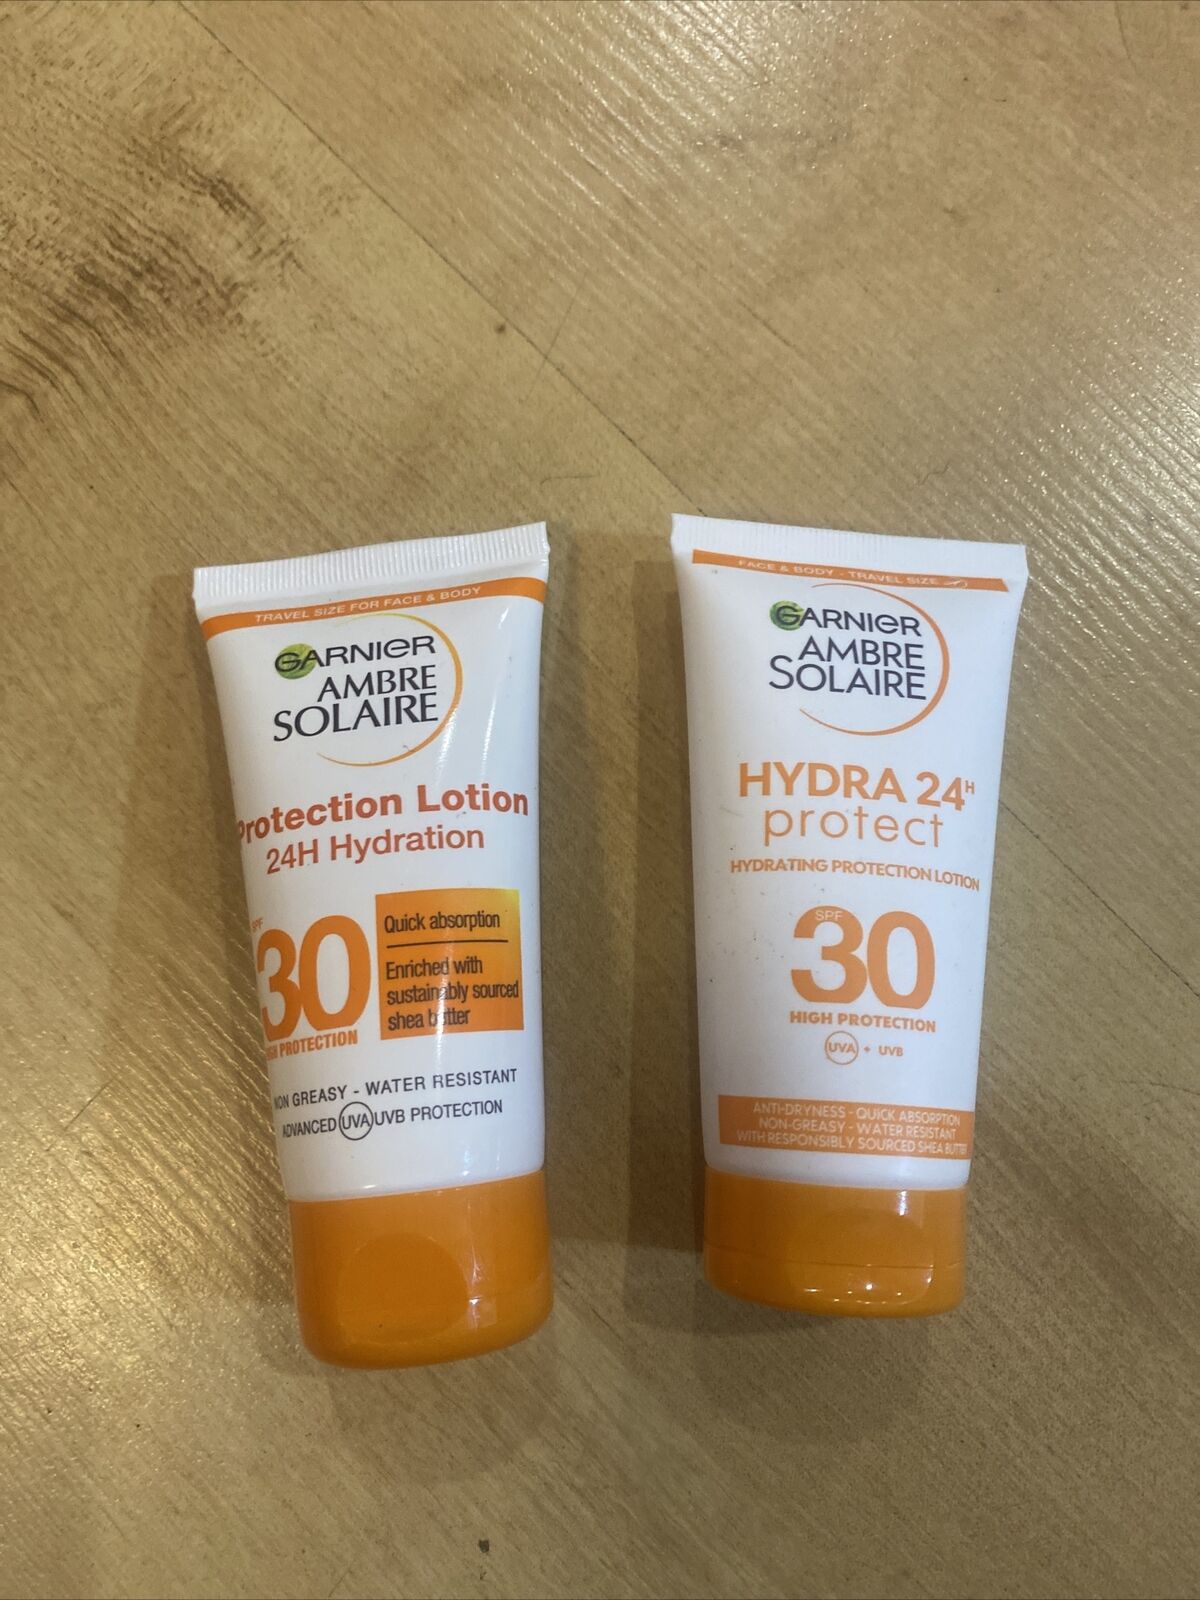 TRAVEL SIZE FOR FACE & BODY
GARNIER
AMBRE
SOLAIRE
Protection Lotion
24H Hydration
SPF
30
HIGH PROTECTION
Quick absorption
Enriched with
sustainably sourced
shea butter
NON GREASY - WATER RESISTANT
ADVANCED UVA UVB PROTECTION
FACE & BODY - TRAVEL SIZE
GARNIER
AMBRE
SOLAIRE
HYDRA 24H
protect
HYDRATING PROTECTION LOTION
SPF
30
HIGH PROTECTION
UVA + UVB
ANTI-DRYNESS - QUICK ABSORPTION
NON-GREASY - WATER RESISTANT
WITH RESPONSIBLY SOURCED SHEA BUTTER